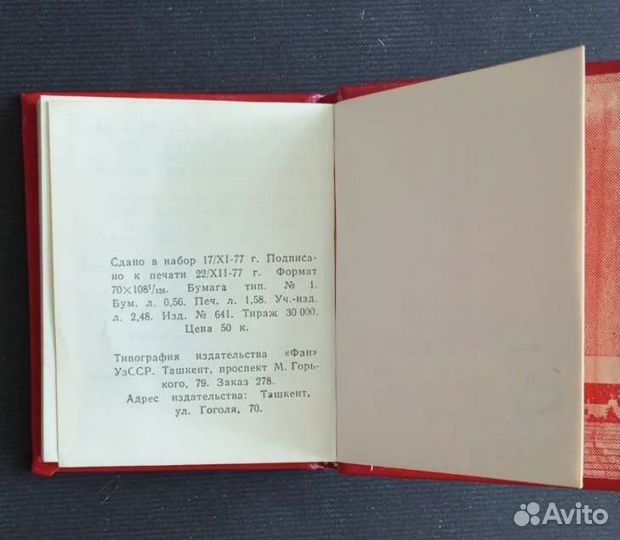 Сдано в набор 17/XI-77 г. Подписа-
но к печати 22/XII-77 г. Формат
70×108¹/₁₂₈. Бумага тип. № 1.
Бум. л. 0,56. Печ. л. 1,58. Уч.-изд.
л. 2,48. Изд. № 641. Тираж 30 000.
Цена 50 к.
Типография издательства «Фан»
УзССР. Ташкент, проспект М. Горь-
кого, 79. Заказ 278.
Адрес издательства: Ташкент,
ул. Гоголя, 70.
Avito